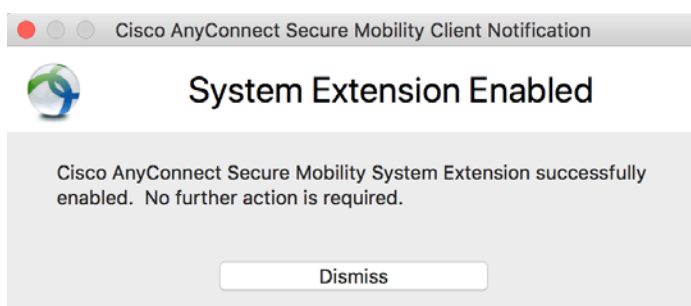 Cisco AnyConnect Secure Mobility Client Notification
System Extension Enabled
Cisco AnyConnect Secure Mobility System Extension successfully
enabled.  No further action is required.
Dismiss